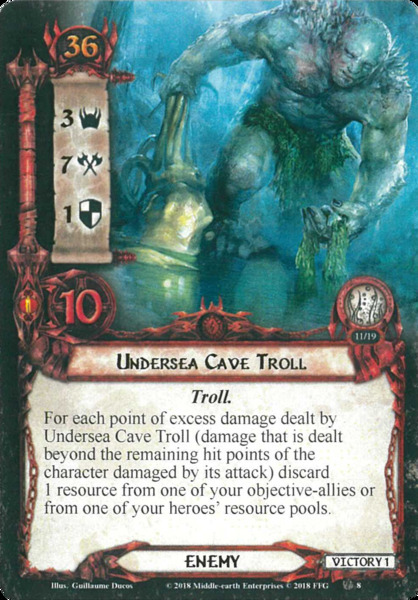 36
3
7
1
10
11/19
UNDERSEA CAVE TROLL
Troll.
For each point of excess damage dealt by
Undersea Cave Troll (damage that is dealt
beyond the remaining hit points of the
character damaged by its attack) discard
1 resource from one of your objective-allies or
from one of your heroes' resource pools.
ENEMY
VICTORY 1
Illus. Guillaume Ducos
© 2018 Middle-earth Enterprises © 2018 FFG
8